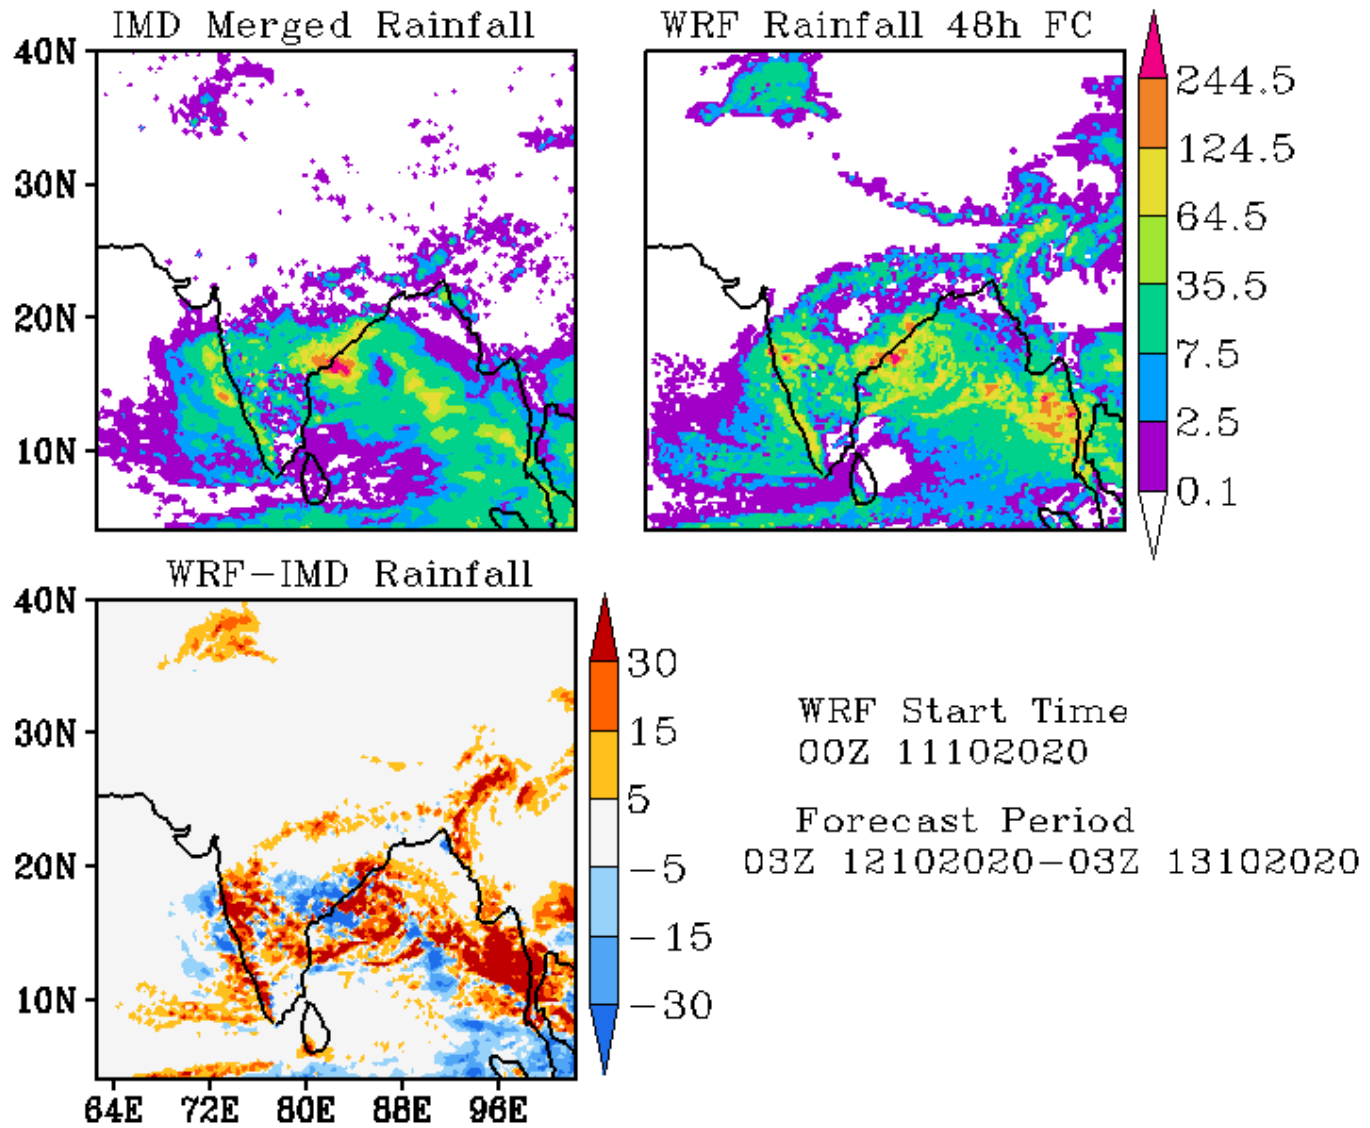 IMD Merged Rainfall
WRF Rainfall 48h FC
40N
30N
20N
10N
244.5
124.5
64.5
35.5
7.5
2.5
0.1
WRF-IMD Rainfall
40N
30N
20N
10N
64E 72E 80E 88E 96E
30
15
5
-5
-15
-30
WRF Start Time
00Z 11102020
Forecast Period
03Z 12102020-03Z 13102020